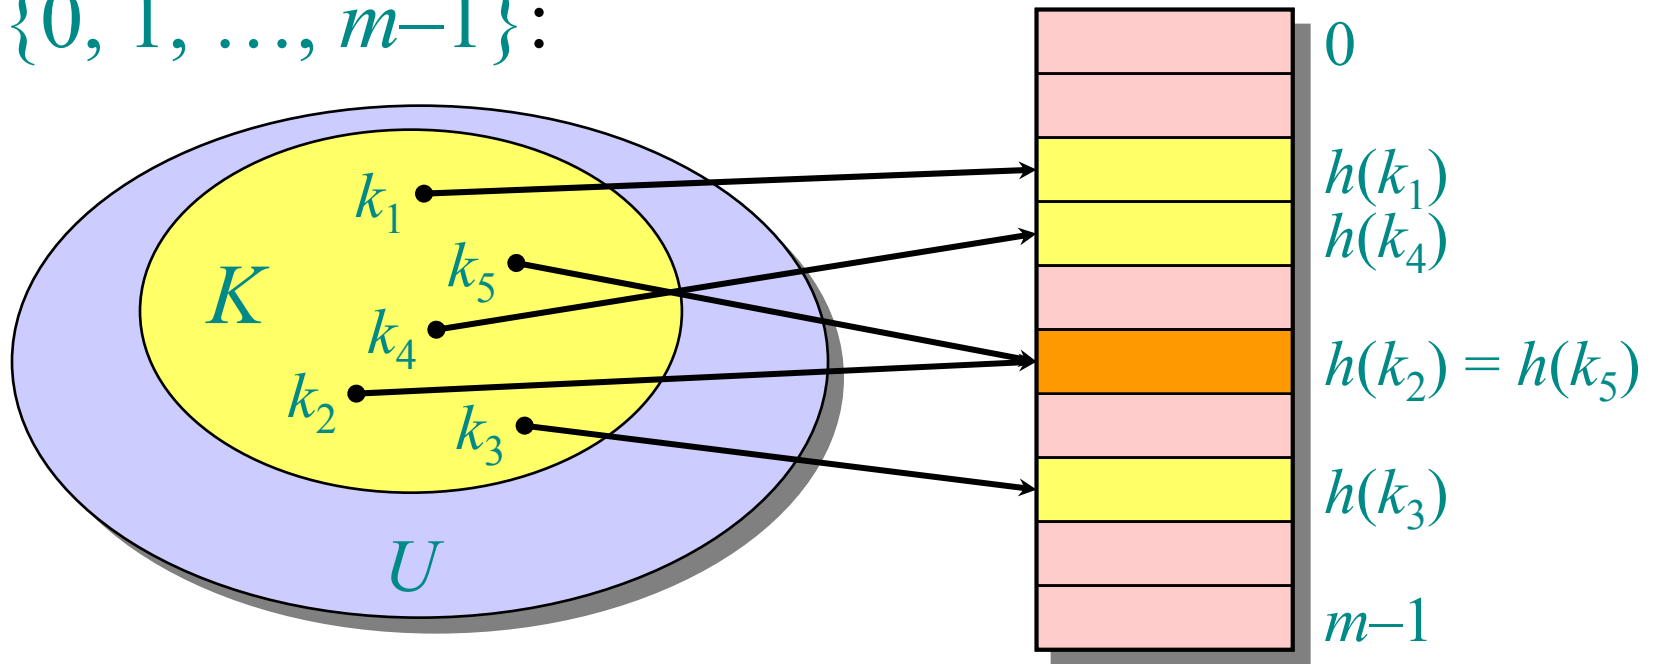 {0, 1, …, m–1}:
0
k₁
h(k₁)
k₅
h(k₄)
K
k₄
k₂
h(k₂) = h(k₅)
k₃
h(k₃)
U
m–1